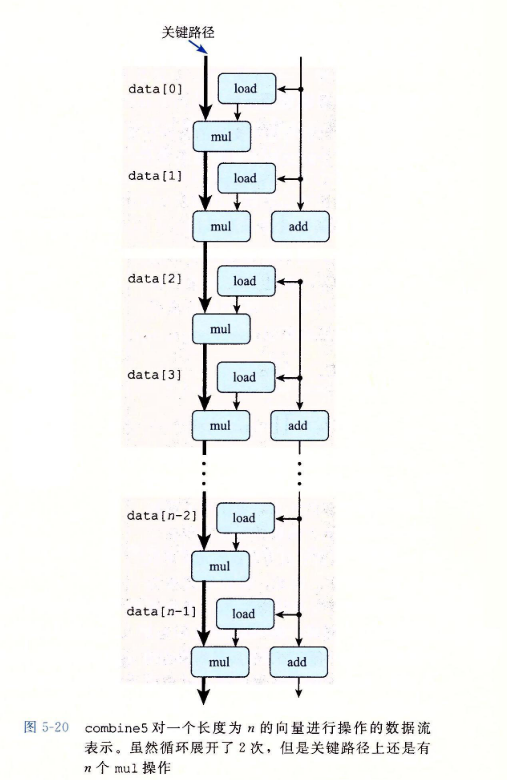 关键路径
data[0]
load
mul
data[1]
load
mul
add
data[2]
load
mul
data[3]
load
mul
add
data[n-2]
load
mul
data[n-1]
load
mul
add
图 5-20 combine5 对一个长度为 n 的向量进行操作的数据流
表示。虽然循环展开了 2 次，但是关键路径上还是有
n 个 mul 操作